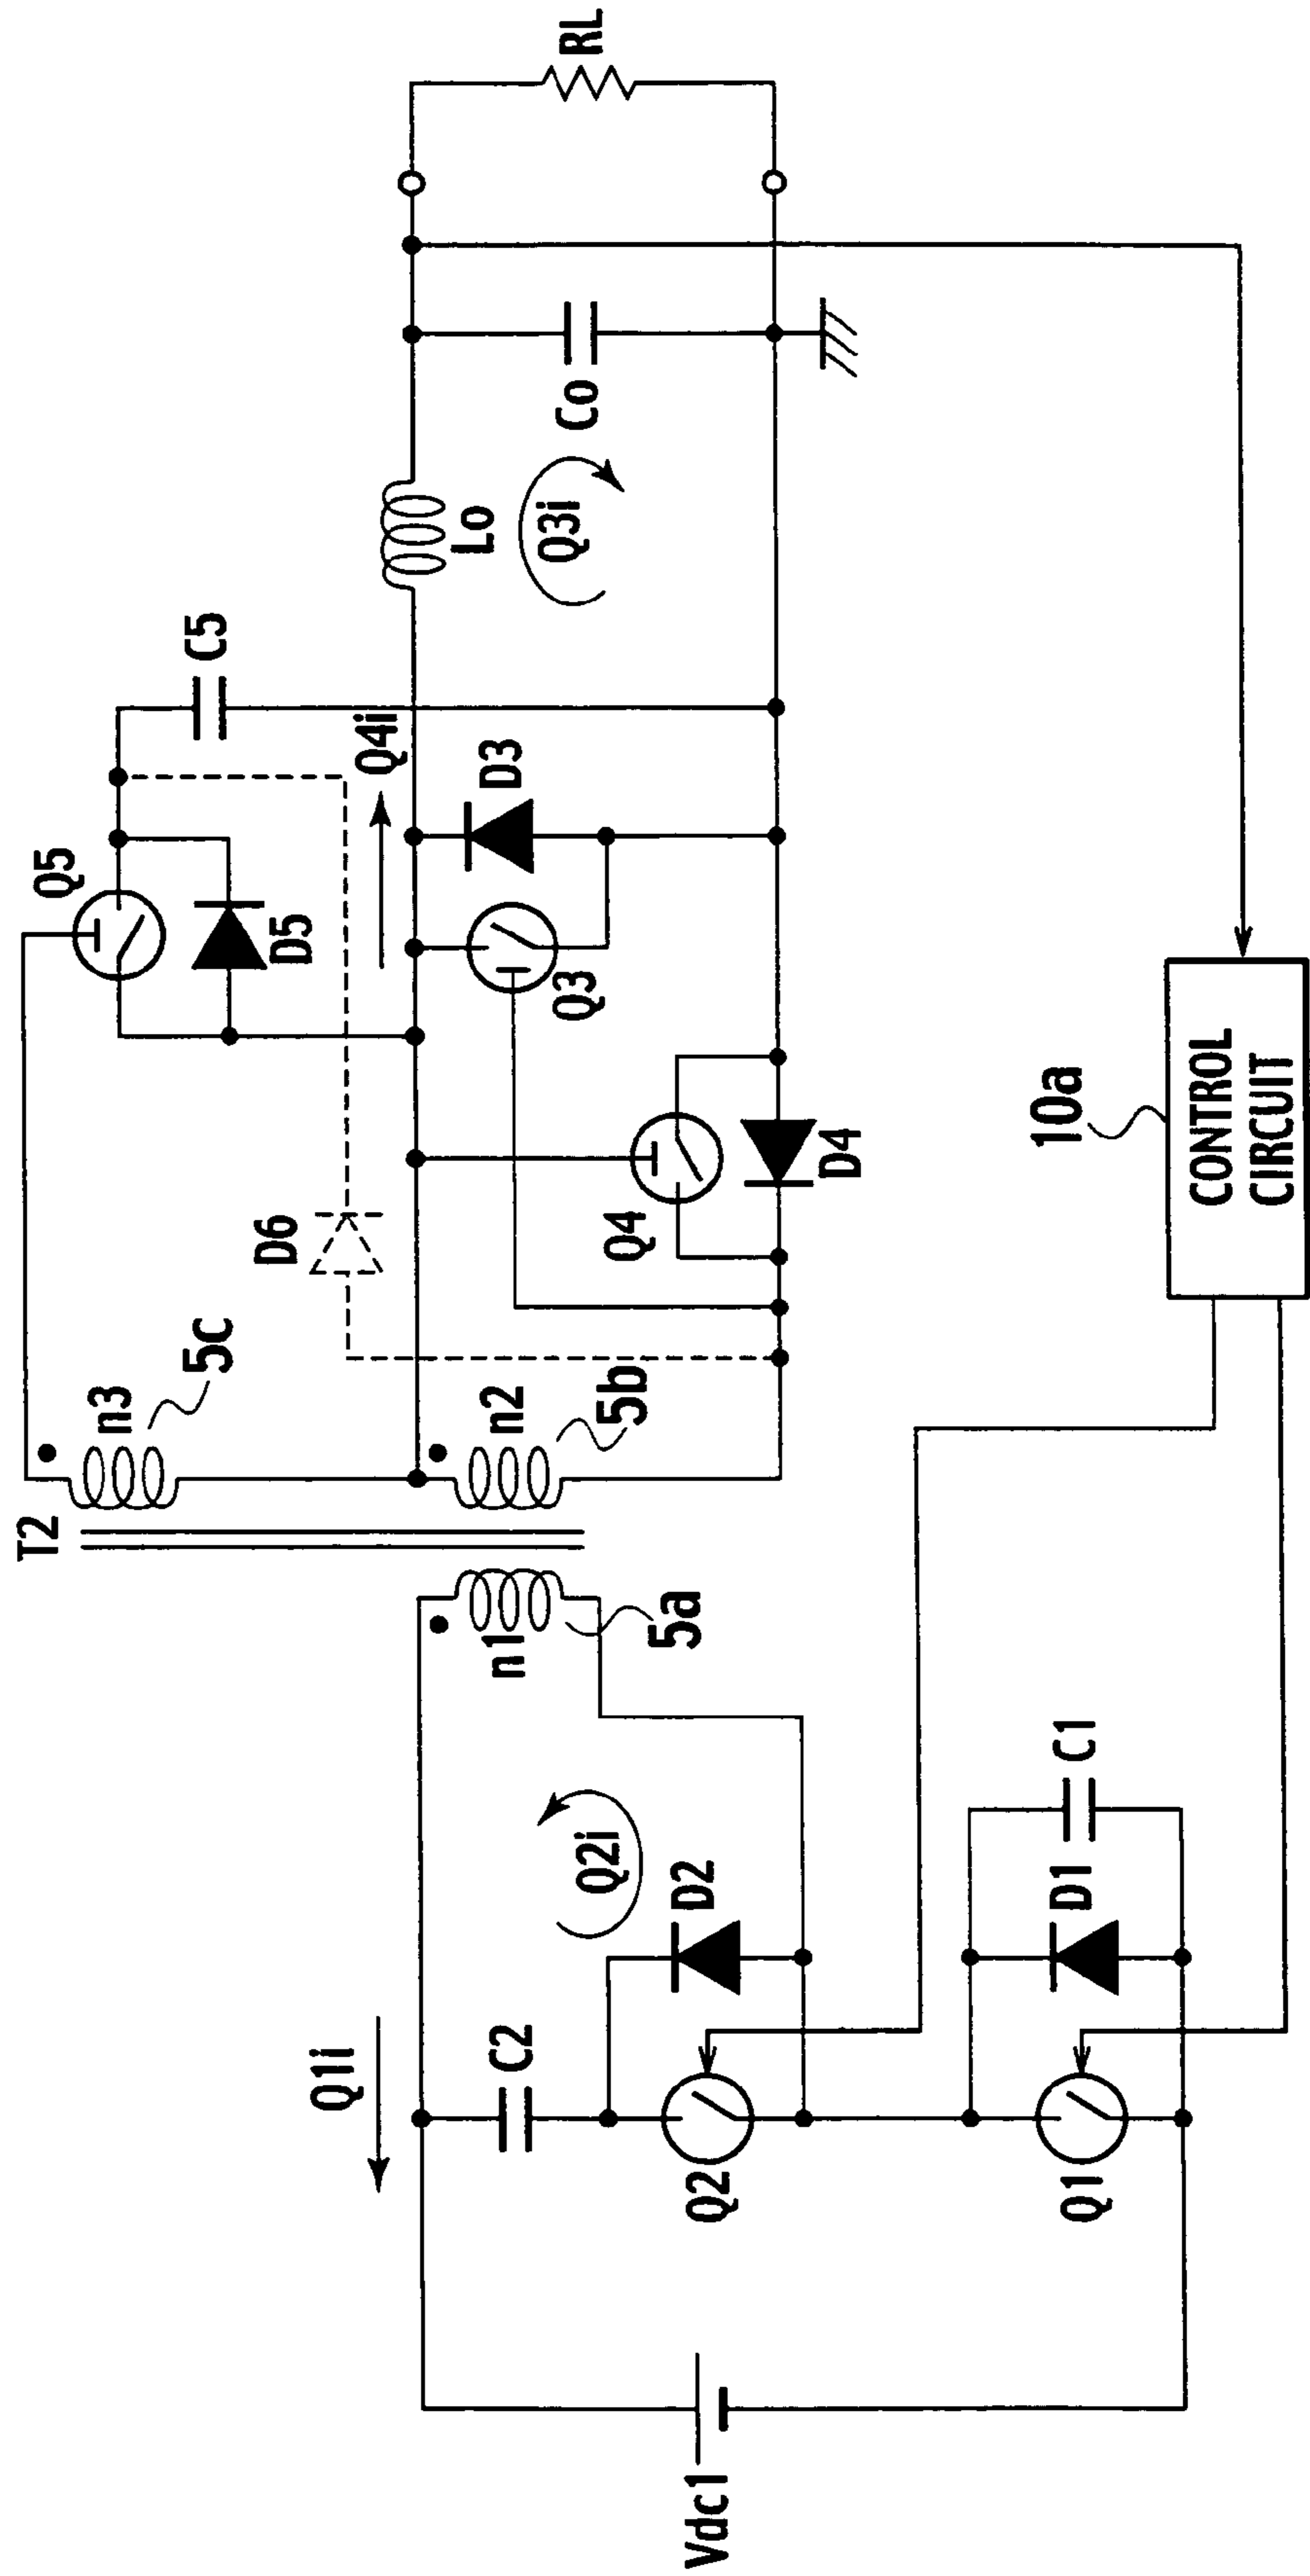 Vdc1
Q1i
C2
Q2
Q2i
D2
Q1
D1
C1
n1
5a
T2
n3
5c
n2
5b
D6
Q5
D5
C5
Q4i
Q4
D4
Q3
D3
Lo
Q3i
Co
RL
10a
CONTROL
CIRCUIT